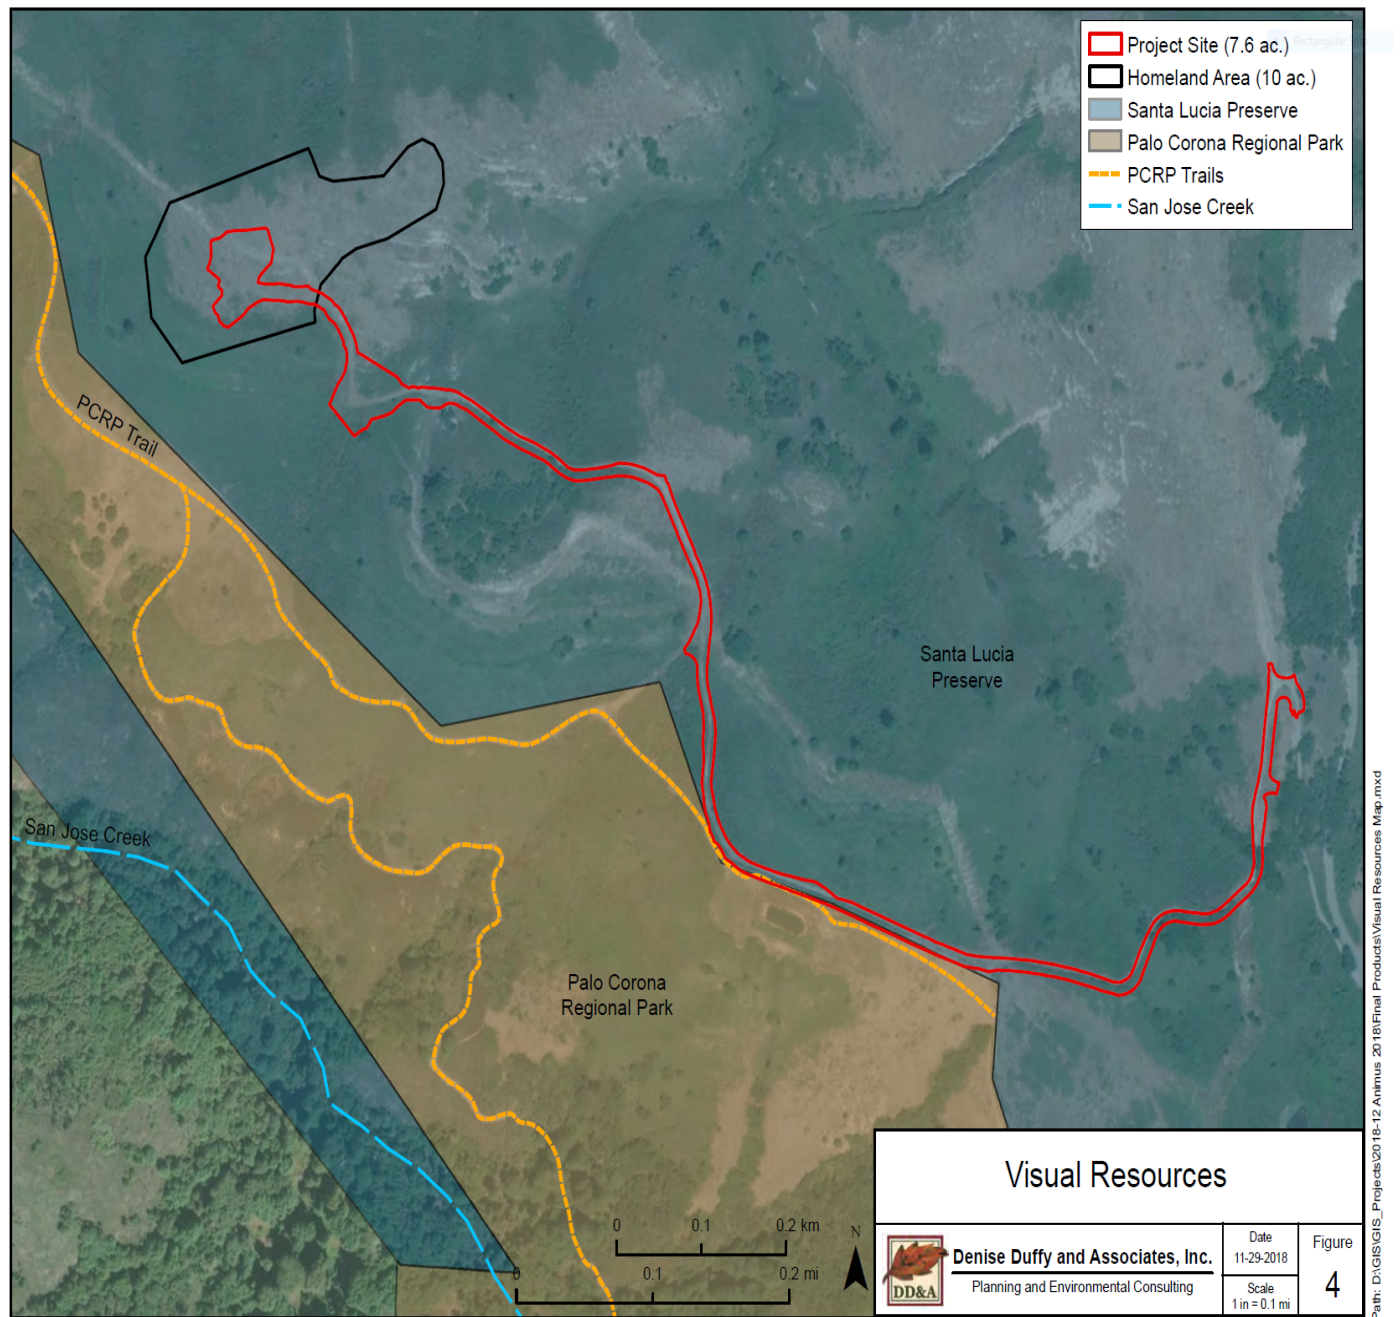 Rectangular Snip
Project Site (7.6 ac.)
Homeland Area (10 ac.)
Santa Lucia Preserve
Palo Corona Regional Park
PCRP Trails
San Jose Creek
PCRP Trail
Santa Lucia
Preserve
San Jose Creek
Palo Corona
Regional Park
0 0.1 0.2 km
0 0.1 0.2 mi
N
Visual Resources
DD&A
Denise Duffy and Associates, Inc.
Planning and Environmental Consulting
Date
11-29-2018
Scale
1 in = 0.1 mi
Figure
4
Path: D:\GIS\GIS_Projects\2018-12 Animus 2018\Final Products\Visual Resources Map.mxd